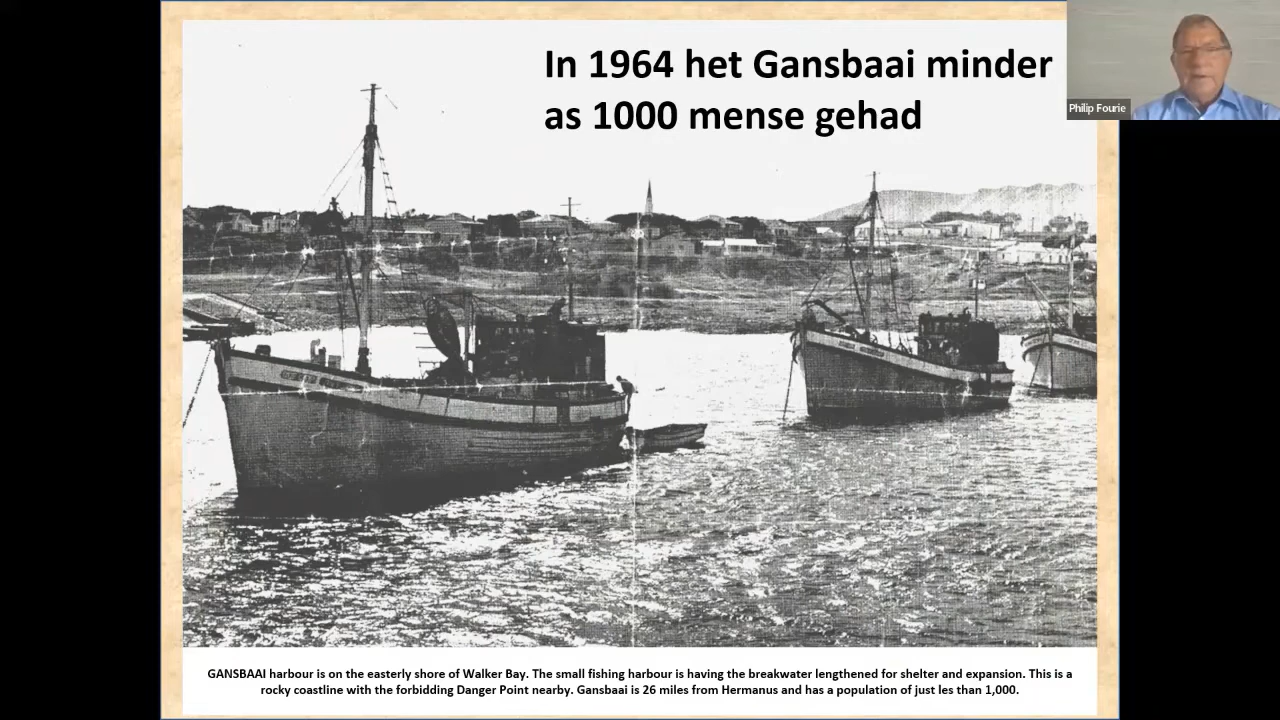 In 1964 het Gansbaai minder
as 1000 mense gehad
Philip Fourie
GANSBAAI harbour is on the easterly shore of Walker Bay. The small fishing harbour is having the breakwater lengthened for shelter and expansion. This is a
rocky coastline with the forbidding Danger Point nearby. Gansbaai is 26 miles from Hermanus and has a population of just les than 1,000.